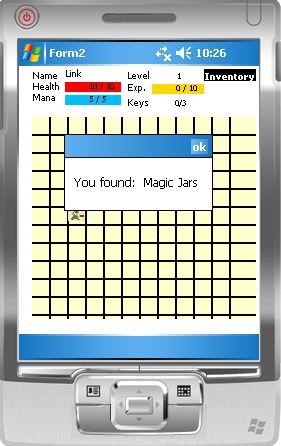 Form2 10:26
Name Link Level 1 Inventory
Health 10 / 10 Exp. 0 / 10
Mana 5 / 5 Keys 0/3
ok
You found: Magic Jars